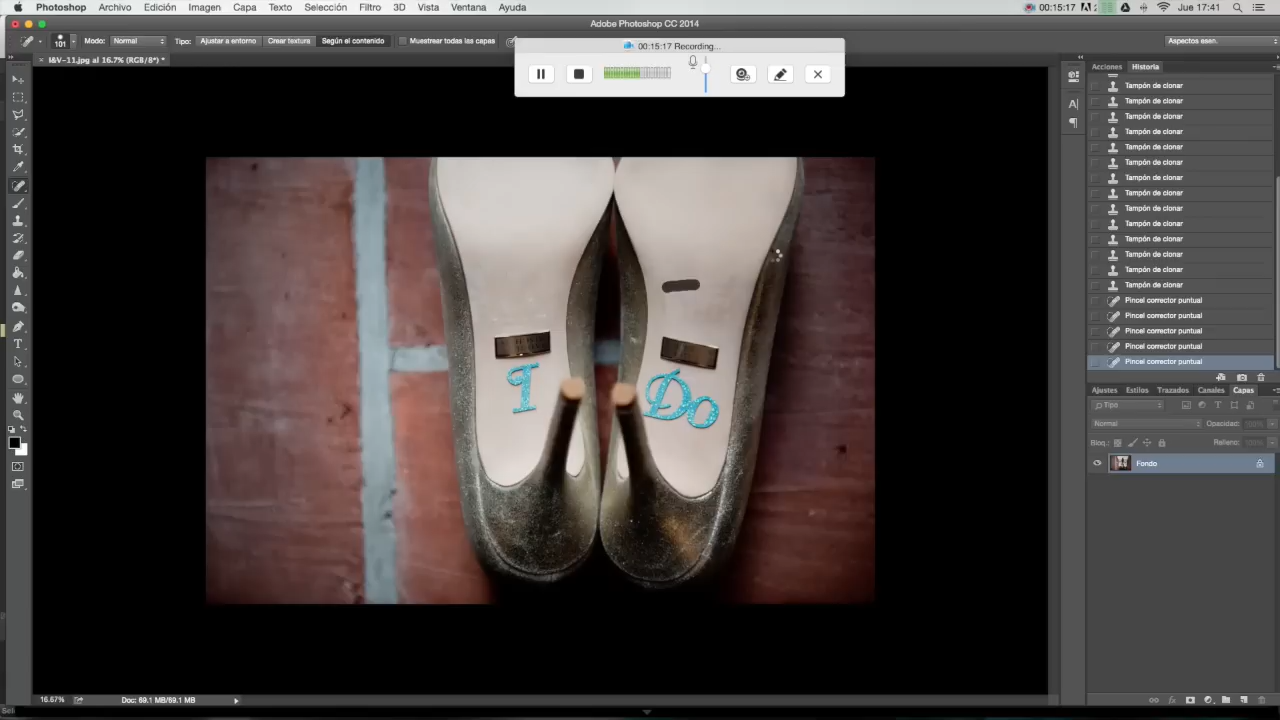 Photoshop Archivo Edición Imagen Capa Texto Selección Filtro 3D Vista Ventana Ayuda 00:15:17 2 Jue 17:41
Adobe Photoshop CC 2014
101 Modo: Normal Tipo: Ajustar a entorno Crear textura Según el contenido Muestrear todas las capas Aspectos esen.
00:15:17 Recording...
I&V-11.jpg al 16.7% (RGB/8*) *
Acciones Historia
Tampón de clonar
Tampón de clonar
Tampón de clonar
Tampón de clonar
Tampón de clonar
Tampón de clonar
Tampón de clonar
Tampón de clonar
Tampón de clonar
Tampón de clonar
Tampón de clonar
Tampón de clonar
Tampón de clonar
Tampón de clonar
Pincel corrector puntual
Pincel corrector puntual
Pincel corrector puntual
Pincel corrector puntual
Pincel corrector puntual
I Do
Ajustes Estilos Trazados Canales Capas
Tipo
Normal Opacidad: 100%
Bloq.: Relleno: 100%
Fondo
16.67% Doc: 69.1 MB/69.1 MB